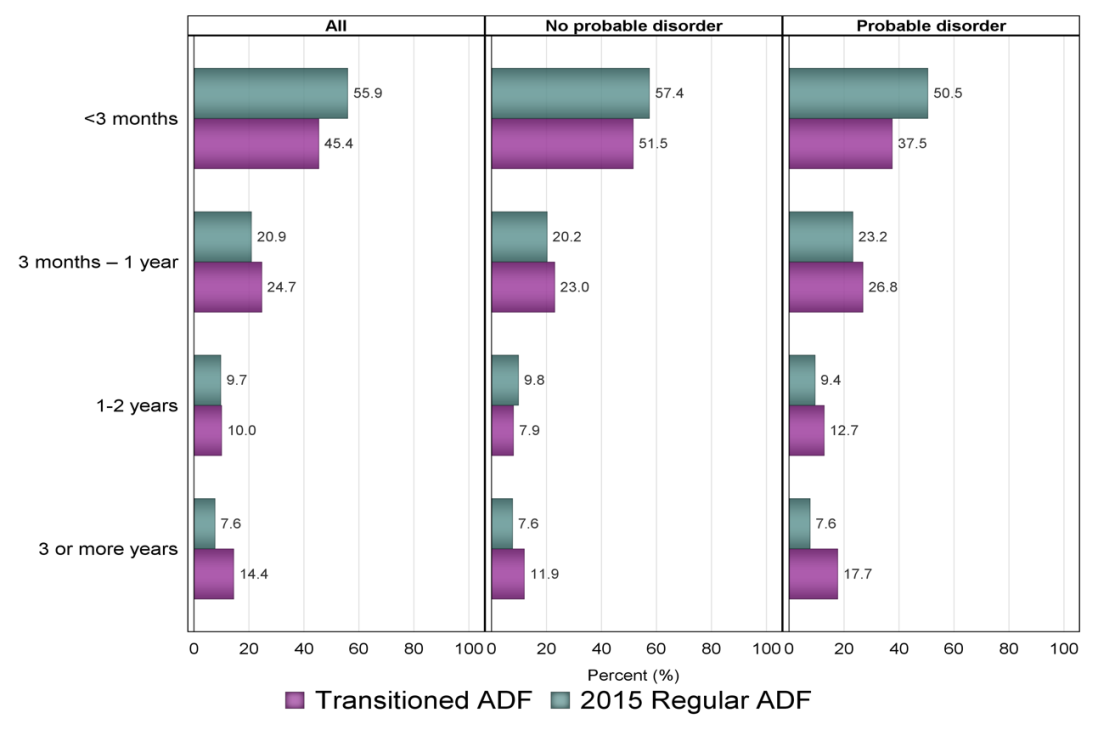 All No probable disorder Probable disorder
<3 months 55.9 57.4 50.5
45.4 51.5 37.5
3 months – 1 year 20.9 20.2 23.2
24.7 23.0 26.8
1-2 years 9.7 9.8 9.4
10.0 7.9 12.7
3 or more years 7.6 7.6 7.6
14.4 11.9 17.7
0 20 40 60 80 100 0 20 40 60 80 100 0 20 40 60 80 100
Percent (%)
Transitioned ADF 2015 Regular ADF